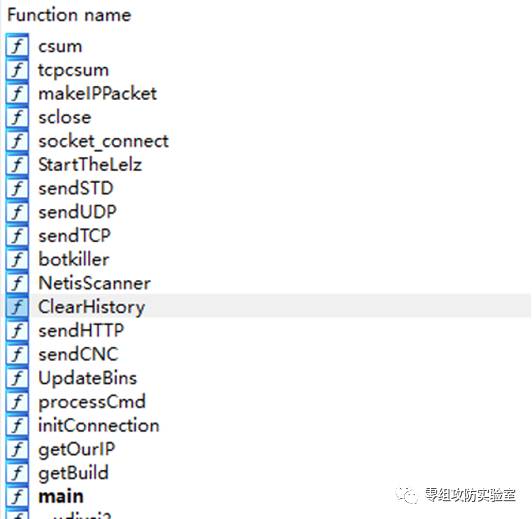 Function name
f csum
f tcpcsum
f makeIPPacket
f sclose
f socket_connect
f StartTheLelz
f sendSTD
f sendUDP
f sendTCP
f botkiller
f NetisScanner
f ClearHistory
f sendHTTP
f sendCNC
f UpdateBins
f processCmd
f initConnection
f getOurIP
f getBuild
f main
零组攻防实验室